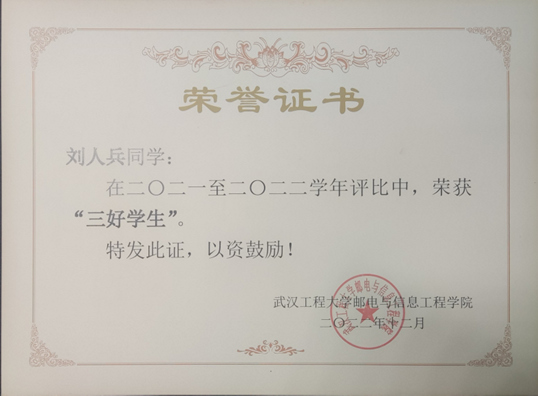 荣誉证书
刘人兵同学：
在二〇二一至二〇二二学年评比中，荣获
“三好学生”。
特发此证，以资鼓励！
武汉工程大学邮电与信息工程学院
二〇二二年十二月